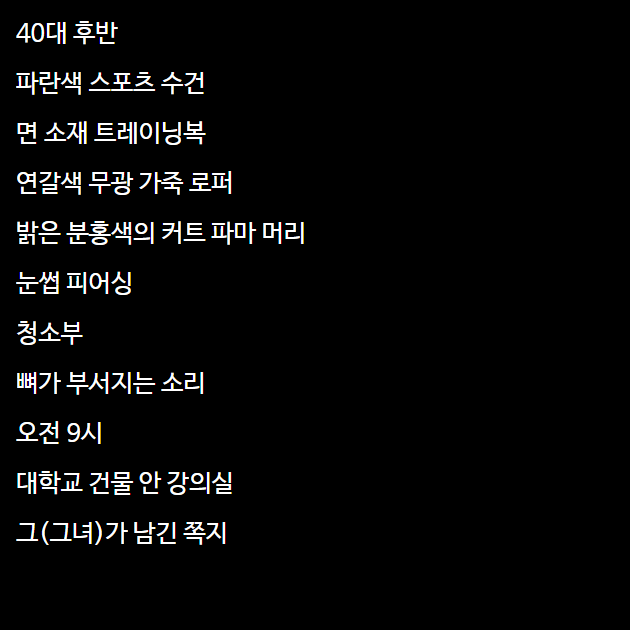 40대 후반
파란색 스포츠 수건
면 소재 트레이닝복
연갈색 무광 가죽 로퍼
밝은 분홍색의 커트 파마 머리
눈썹 피어싱
청소부
뼈가 부서지는 소리
오전 9시
대학교 건물 안 강의실
그(그녀)가 남긴 쪽지